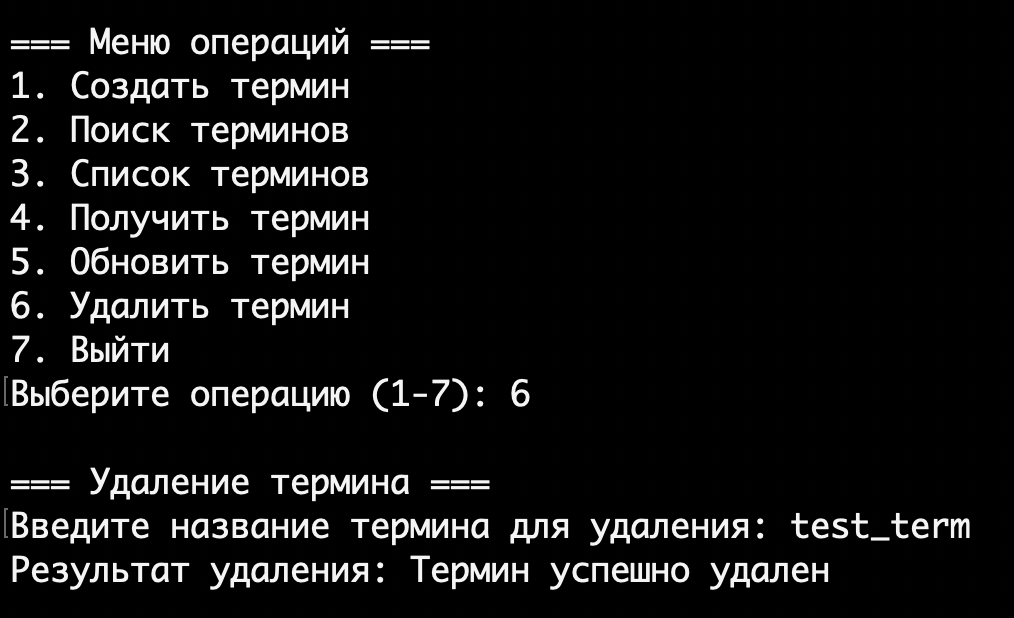 === Меню операций ===
1. Создать термин
2. Поиск терминов
3. Список терминов
4. Получить термин
5. Обновить термин
6. Удалить термин
7. Выйти
Выберите операцию (1-7): 6
=== Удаление термина ===
Введите название термина для удаления: test_term
Результат удаления: Термин успешно удален